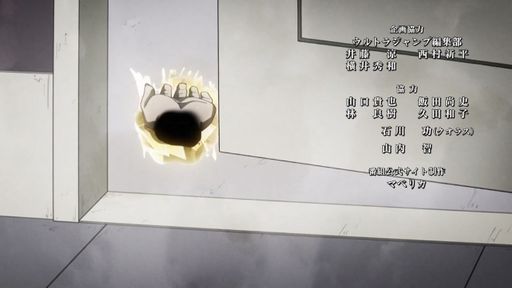 企画協力
ウルトラジャンプ編集部
井藤　涼　　西村新平
横井秀和
協力
山口貴也　飯田尚史
林　良樹　久田和子
石川　功(ウオラス)
山内　智
番組公式サイト制作
マペリカ